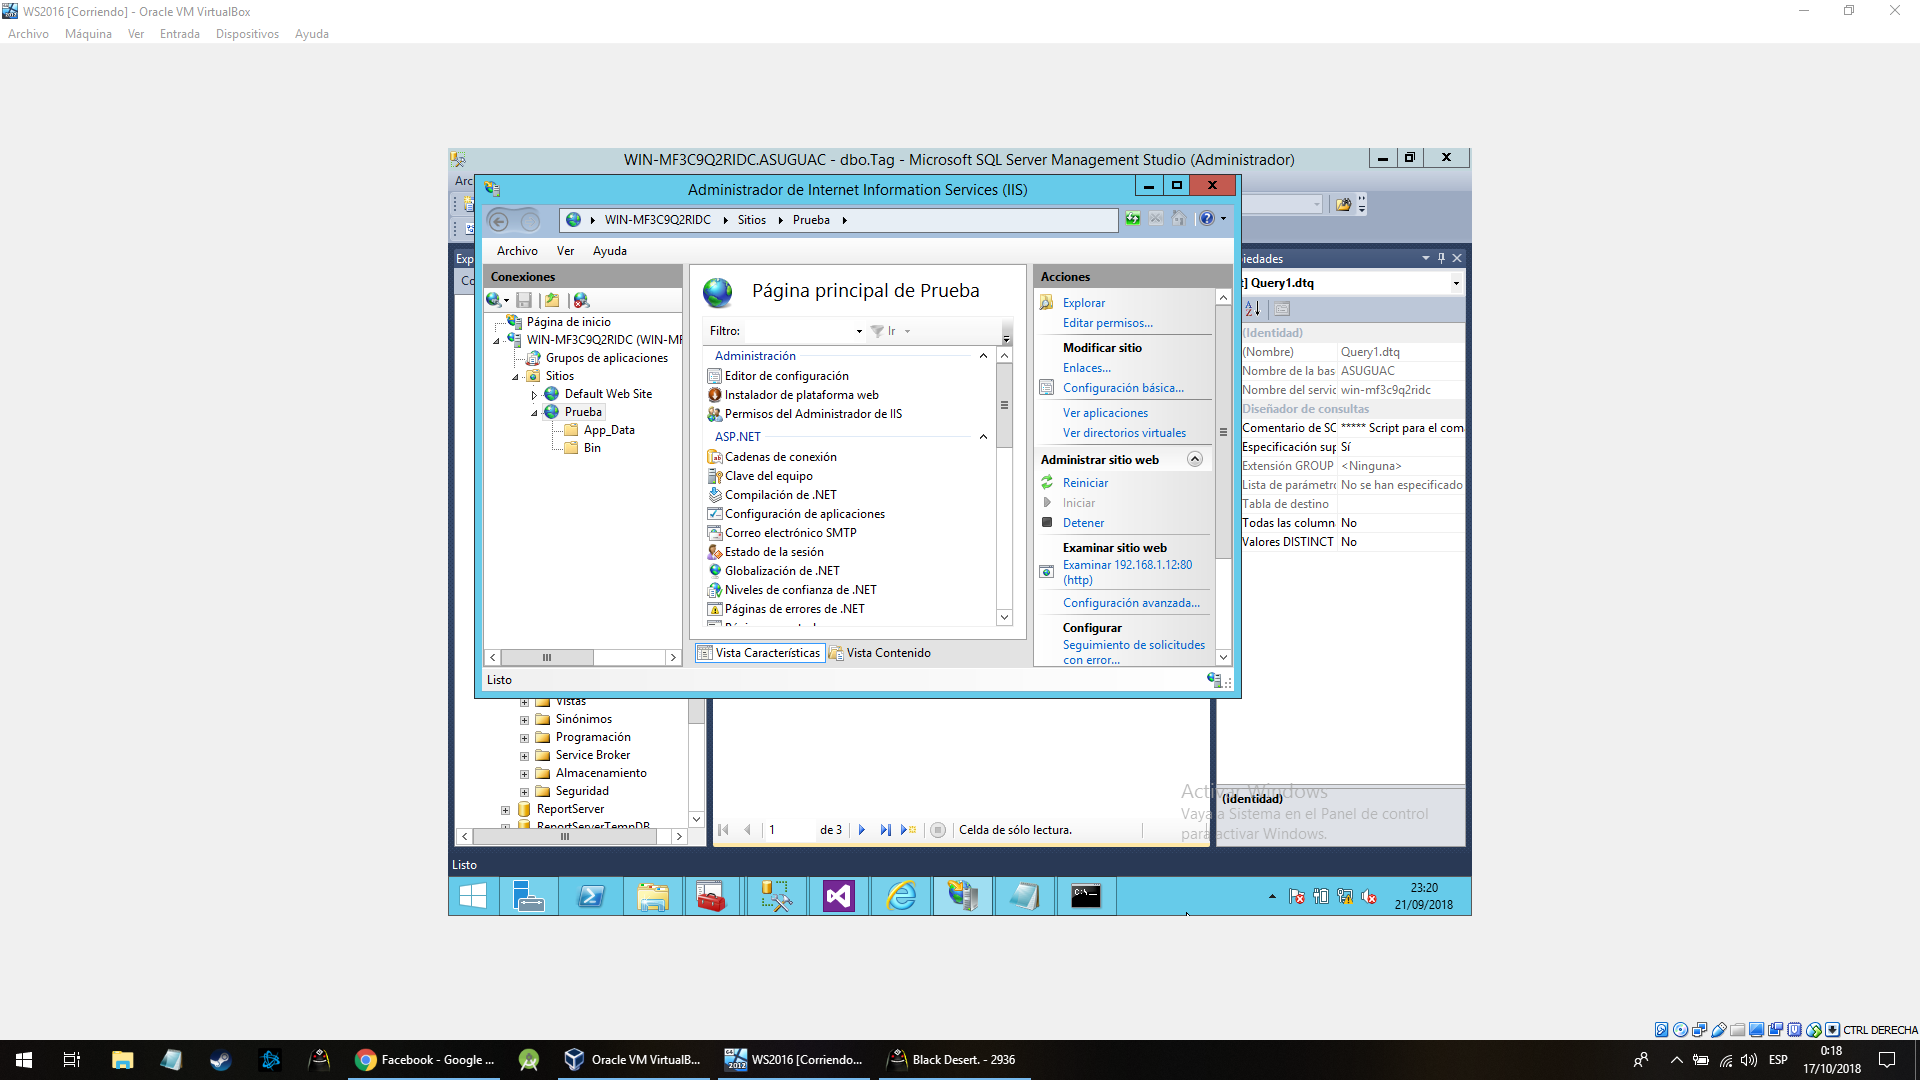 WS2016 [Corriendo] - Oracle VM VirtualBox
Archivo Máquina Ver Entrada Dispositivos Ayuda
WIN-MF3C9Q2RIDC.ASUGUAC - dbo.Tag - Microsoft SQL Server Management Studio (Administrador)
Arc
Administrador de Internet Information Services (IIS)
WIN-MF3C9Q2RIDC Sitios Prueba
Archivo Ver Ayuda
Exp
Co
Conexiones
Página de inicio
WIN-MF3C9Q2RIDC (WIN-MF
Grupos de aplicaciones
Sitios
Default Web Site
Prueba
App_Data
Bin
Página principal de Prueba
Filtro: Ir
Administración
Editor de configuración
Instalador de plataforma web
Permisos del Administrador de IIS
ASP.NET
Cadenas de conexión
Clave del equipo
Compilación de .NET
Configuración de aplicaciones
Correo electrónico SMTP
Estado de la sesión
Globalización de .NET
Niveles de confianza de .NET
Páginas de errores de .NET
Vista Características Vista Contenido
Acciones
Explorar
Editar permisos...
Modificar sitio
Enlaces...
Configuración básica...
Ver aplicaciones
Ver directorios virtuales
Administrar sitio web
Reiniciar
Iniciar
Detener
Examinar sitio web
Examinar 192.168.1.12:80
(http)
Configuración avanzada...
Configurar
Seguimiento de solicitudes
con error...
Listo
iedades
] Query1.dtq
(Identidad)
(Nombre) Query1.dtq
Nombre de la bas ASUGUAC
Nombre del servic win-mf3c9q2ridc
Diseñador de consultas
Comentario de SC ***** Script para el com
Especificación sup Sí
Extensión GROUP <Ninguna>
Lista de parámetro No se han especificado
Tabla de destino
Todas las column No
Valores DISTINCT No
(Identidad)
Vistas
Sinónimos
Programación
Service Broker
Almacenamiento
Seguridad
ReportServer
ReportServerTempDB
1 de 3 Celda de sólo lectura.
Activar Windows
Vaya a Sistema en el Panel de control
para activar Windows.
Listo
23:20
21/09/2018
CTRL DERECHA
Facebook - Google ...
Oracle VM VirtualB...
WS2016 [Corriendo...
Black Desert. - 2936
ESP
0:18
17/10/2018